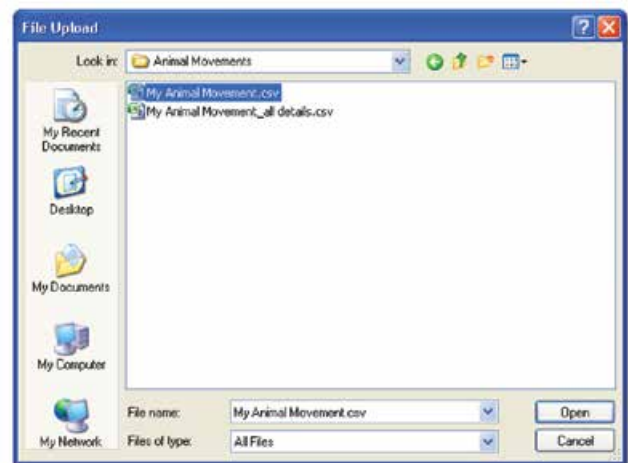 File Upload
Look in: Animal Movements
My Animal Movement.csv
My Animal Movement_all details.csv
My Recent
Documents
Desktop
My Documents
My Computer
My Network
File name: My Animal Movement.csv Open
Files of type: All Files Cancel